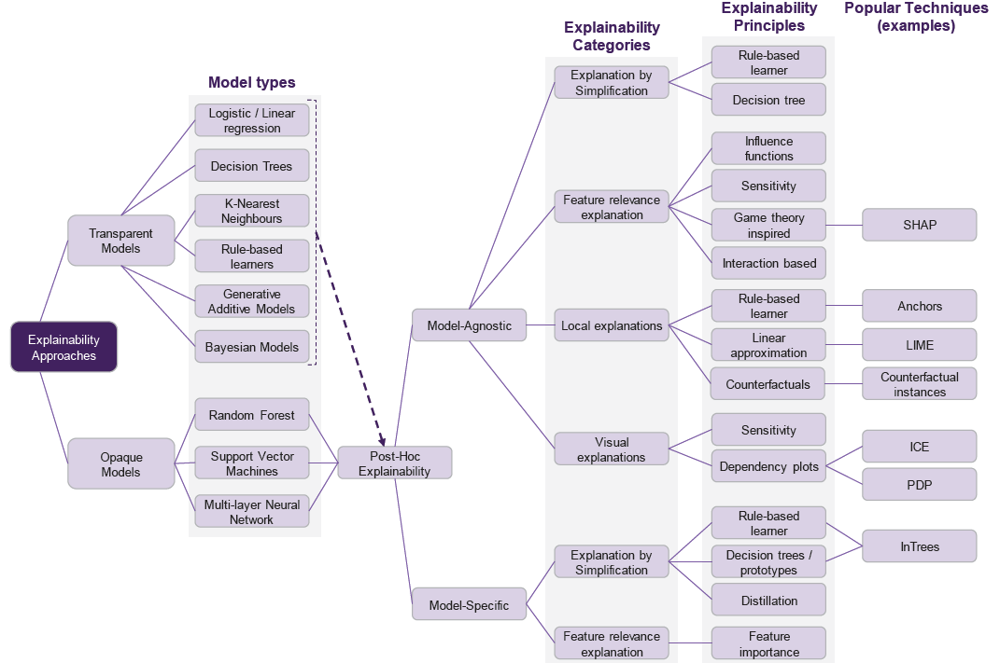 Explainability
Approaches
Transparent
Models
Opaque
Models
Model types
Logistic / Linear
regression
Decision Trees
K-Nearest
Neighbours
Rule-based
learners
Generative
Additive Models
Bayesian Models
Random Forest
Support Vector
Machines
Multi-layer Neural
Network
Post-Hoc
Explainability
Model-Agnostic
Model-Specific
Explainability
Categories
Explanation by
Simplification
Feature relevance
explanation
Local explanations
Visual
explanations
Explanation by
Simplification
Feature relevance
explanation
Explainability
Principles
Rule-based
learner
Decision tree
Influence
functions
Sensitivity
Game theory
inspired
Interaction based
Rule-based
learner
Linear
approximation
Counterfactuals
Sensitivity
Dependency plots
Rule-based
learner
Decision trees /
prototypes
Distillation
Feature
importance
Popular Techniques
(examples)
SHAP
Anchors
LIME
Counterfactual
instances
ICE
PDP
InTrees